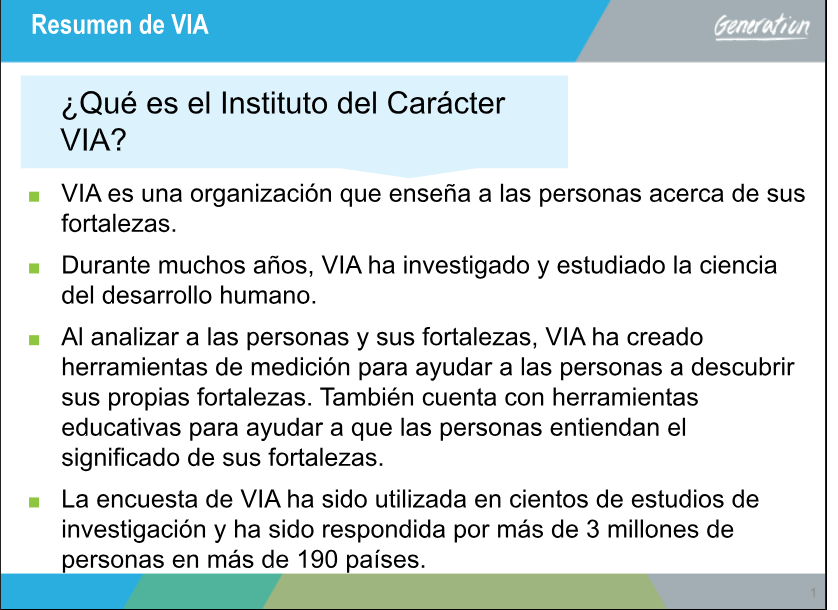 Resumen de VIA
Generation
¿Qué es el Instituto del Carácter
VIA?
VIA es una organización que enseña a las personas acerca de sus
fortalezas.
Durante muchos años, VIA ha investigado y estudiado la ciencia
del desarrollo humano.
Al analizar a las personas y sus fortalezas, VIA ha creado
herramientas de medición para ayudar a las personas a descubrir
sus propias fortalezas. También cuenta con herramientas
educativas para ayudar a que las personas entiendan el
significado de sus fortalezas.
La encuesta de VIA ha sido utilizada en cientos de estudios de
investigación y ha sido respondida por más de 3 millones de
personas en más de 190 países.
1